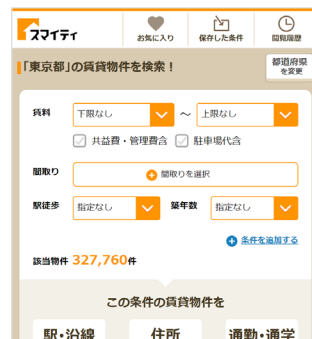 スマイティ
お気に入り 保存した条件 閲覧履歴
「東京都」の賃貸物件を検索！
都道府県
を変更
賃料 下限なし ～ 上限なし
共益費・管理費含 駐車場代含
間取り 間取りを選択
駅徒歩 指定なし 築年数 指定なし
条件を追加する
該当物件 327,760件
この条件の賃貸物件を
駅・沿線 住所 通勤・通学